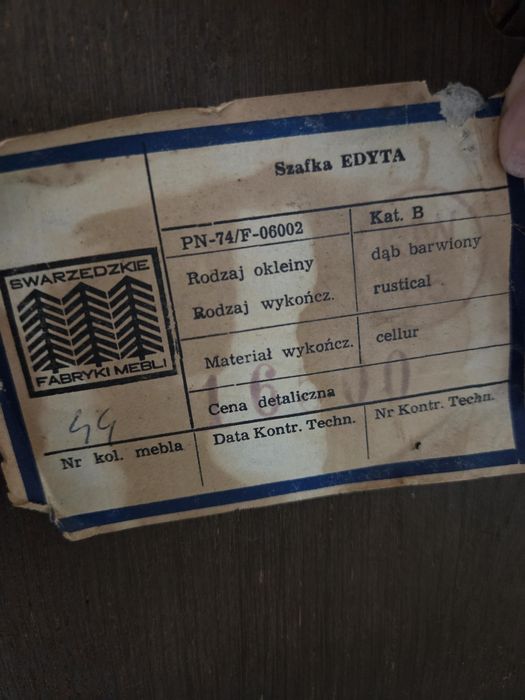 Szafka EDYTA
PN-74/F-06002 Kat. B
Rodzaj okleiny dąb barwiony
Rodzaj wykończ. rustical
Materiał wykończ. cellur
Cena detaliczna
SWARZĘDZKIE
FABRYKI MEBLI
Nr kol. mebla Data Kontr. Techn. Nr Kontr. Techn.